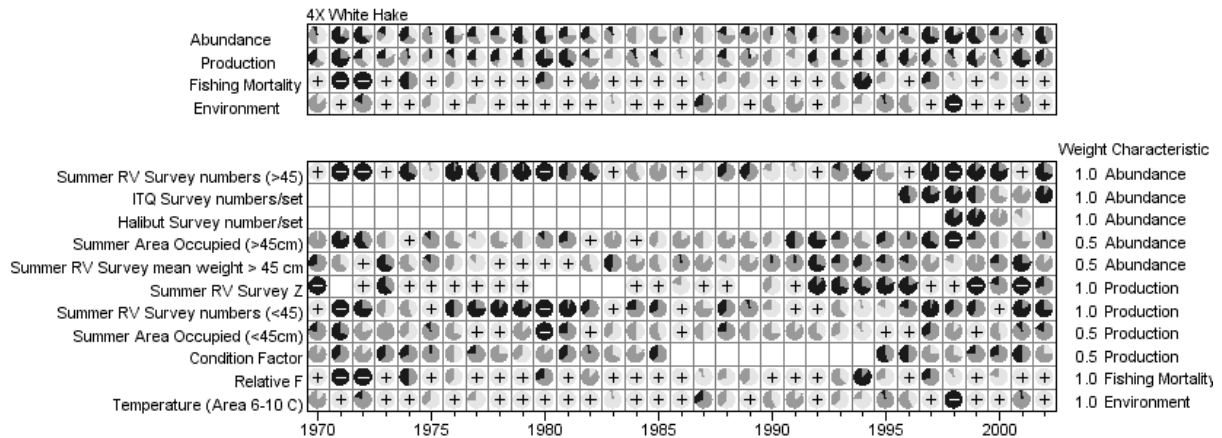 4X White Hake
Abundance
Production
Fishing Mortality
Environment
Weight Characteristic
Summer RV Survey numbers (>45) 1.0 Abundance
ITQ Survey numbers/set 1.0 Abundance
Halibut Survey number/set 1.0 Abundance
Summer Area Occupied (>45cm) 0.5 Abundance
Summer RV Survey mean weight > 45 cm 0.5 Abundance
Summer RV Survey Z 1.0 Production
Summer RV Survey numbers (<45) 1.0 Production
Summer Area Occupied (<45cm) 0.5 Production
Condition Factor 0.5 Production
Relative F 1.0 Fishing Mortality
Temperature (Area 6-10 C) 1.0 Environment
1970 1975 1980 1985 1990 1995 2000